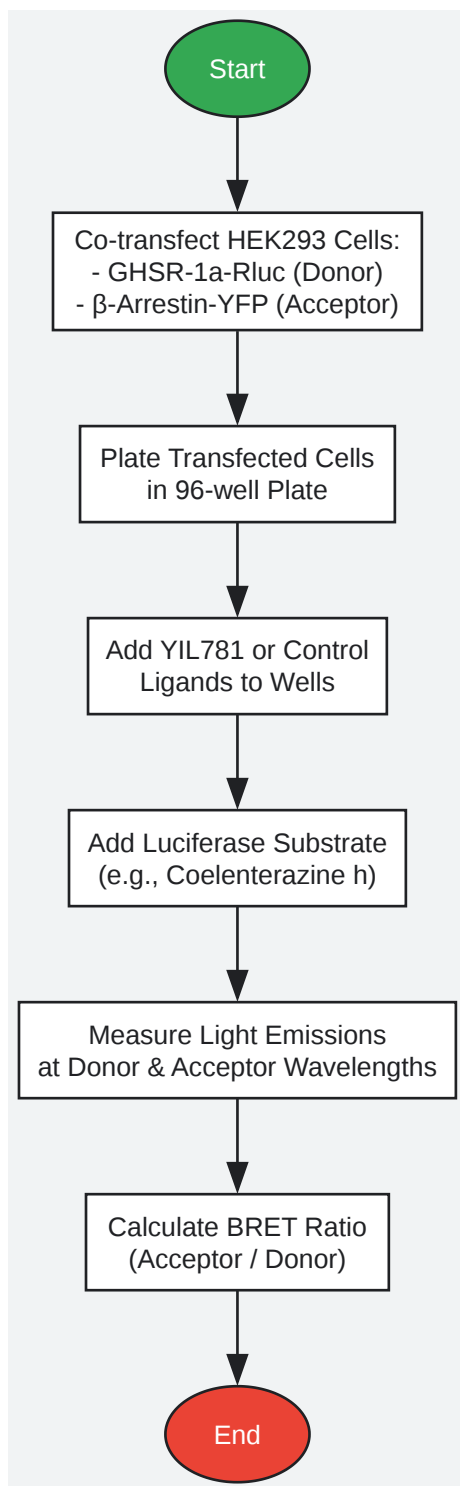 Start
Co-transfect HEK293 Cells:
- GHSR-1a-Rluc (Donor)
- β-Arrestin-YFP (Acceptor)
Plate Transfected Cells
in 96-well Plate
Add YIL781 or Control
Ligands to Wells
Add Luciferase Substrate
(e.g., Coelenterazine h)
Measure Light Emissions
at Donor & Acceptor Wavelengths
Calculate BRET Ratio
(Acceptor / Donor)
End